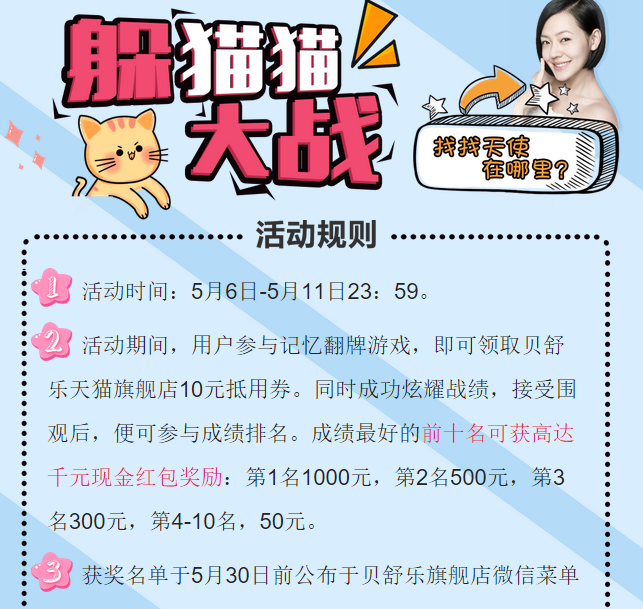 躲猫猫
大战
找找天使
在哪里?
活动规则
1 活动时间：5月6日-5月11日23：59。
2 活动期间，用户参与记忆翻牌游戏，即可领取贝舒
乐天猫旗舰店10元抵用券。同时成功炫耀战绩，接受围
观后，便可参与成绩排名。成绩最好的前十名可获高达
千元现金红包奖励：第1名1000元，第2名500元，第3
名300元，第4-10名，50元。
3 获奖名单于5月30日前公布于贝舒乐旗舰店微信菜单